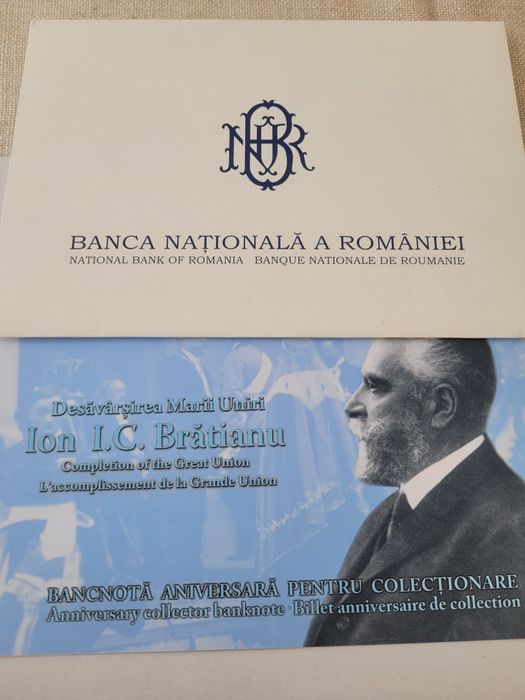 BNR
BANCA NAȚIONALĂ A ROMÂNIEI
NATIONAL BANK OF ROMANIA BANQUE NATIONALE DE ROUMANIE
Desăvârșirea Marii Uniri
Ion I.C. Brătianu
Completion of the Great Union
L'accomplissement de la Grande Union
BANCNOTĂ ANIVERSARĂ PENTRU COLECȚIONARE
Anniversary collector banknote · Billet anniversaire de collection